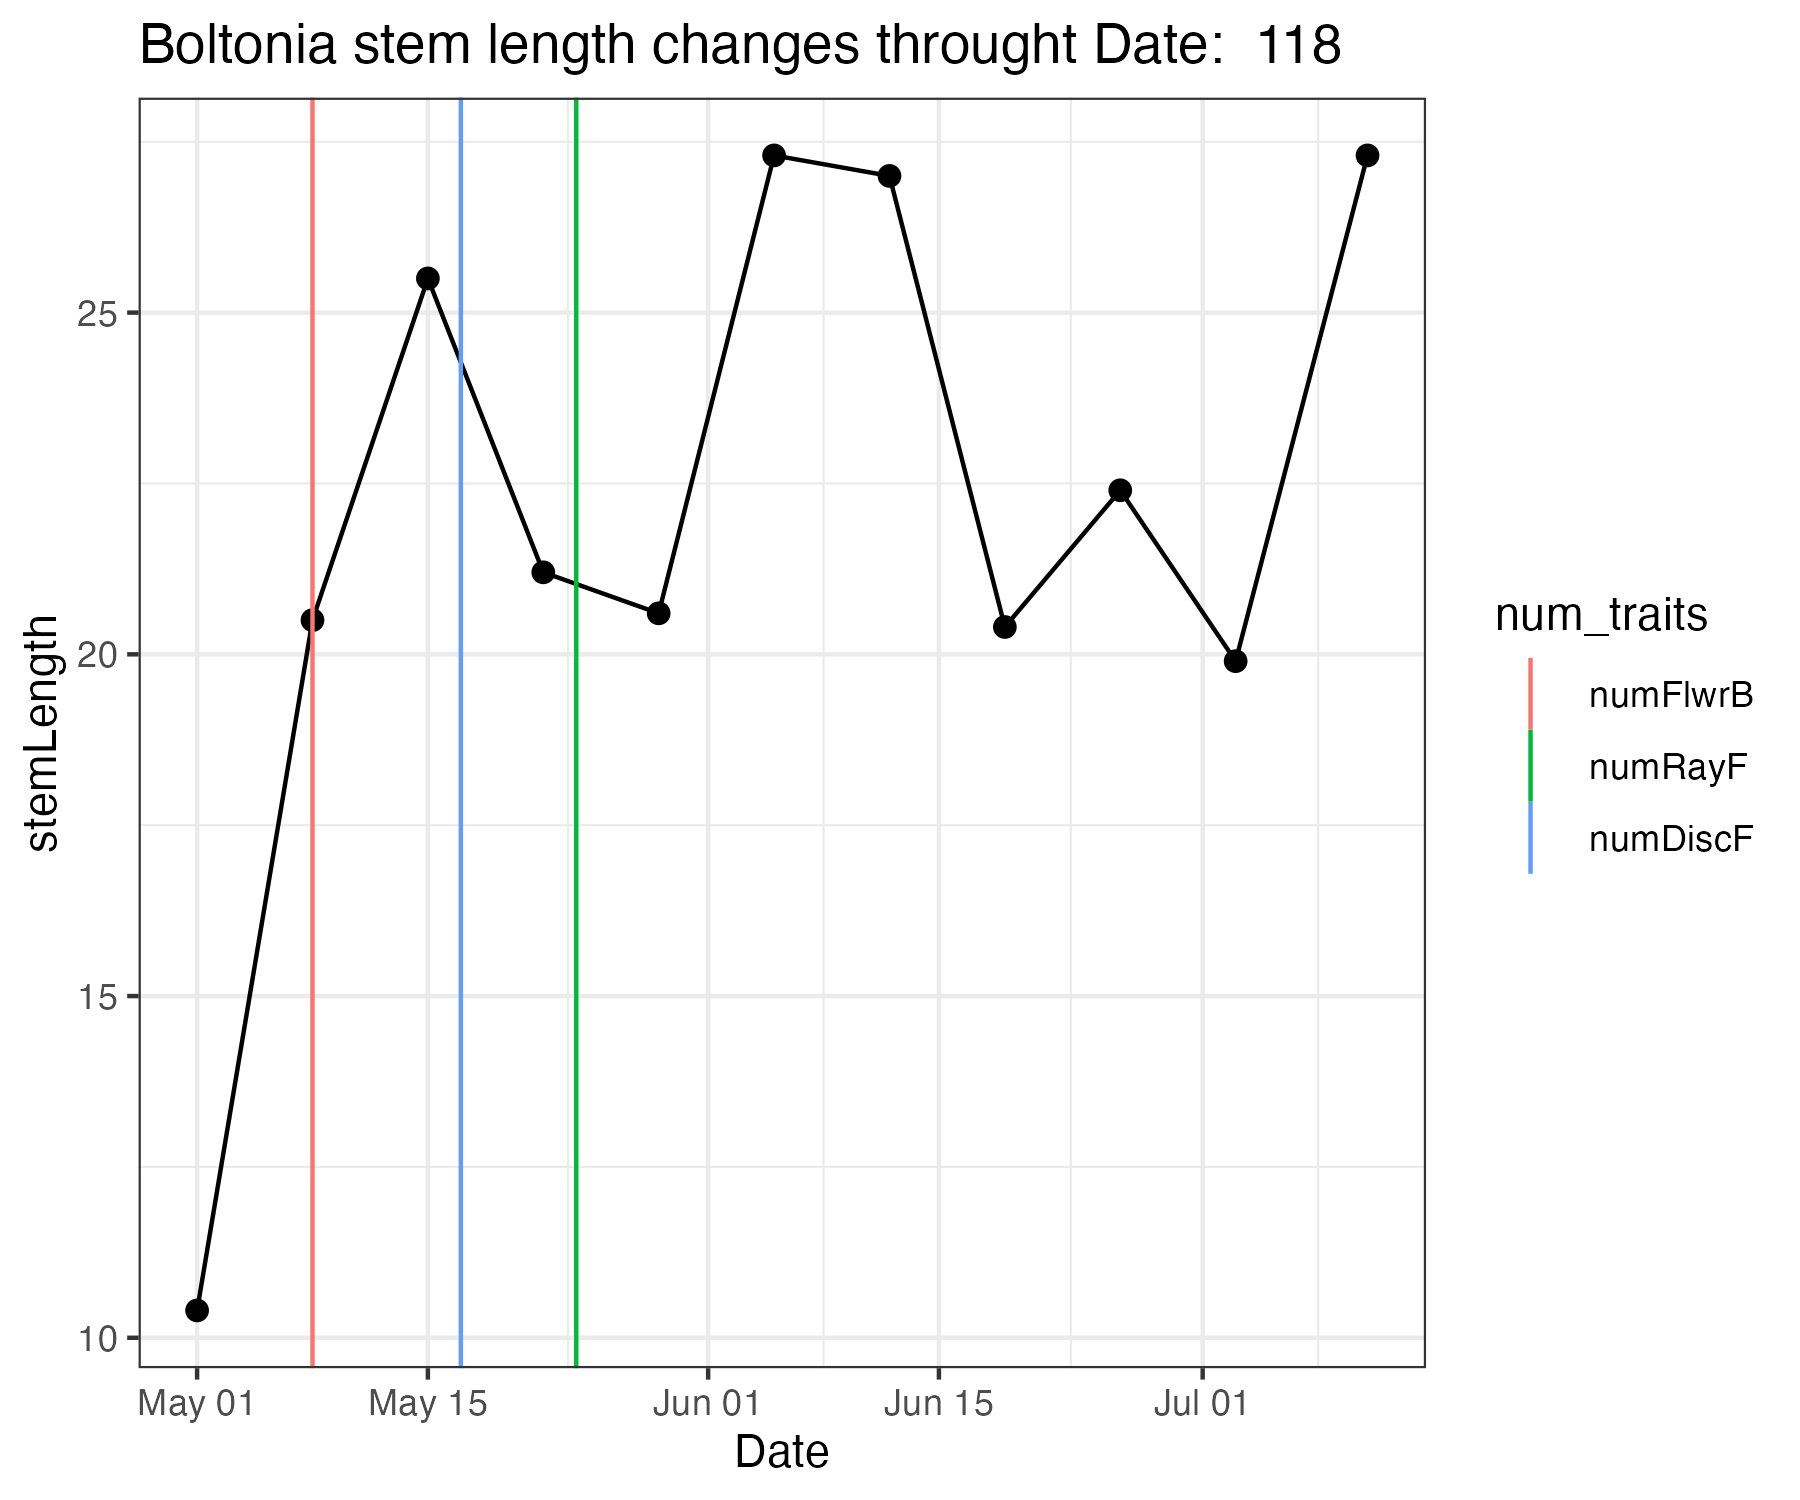 Boltonia stem length changes throught Date:  118
stemLength
25
20
15
10
May 01
May 15
Jun 01
Jun 15
Jul 01
Date
num_traits
numFlwrB
numRayF
numDiscF